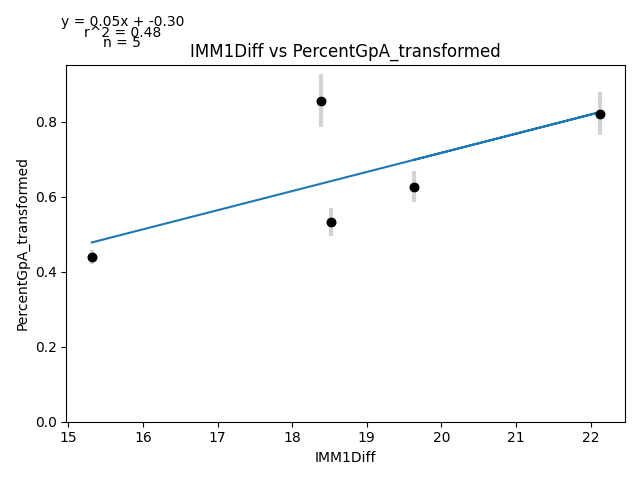 y = 0.05x + -0.30
r^2 = 0.48
n = 5
IMM1Diff vs PercentGpA_transformed
PercentGpA_transformed
0.8
0.6
0.4
0.2
0.0
15 16 17 18 19 20 21 22
IMM1Diff